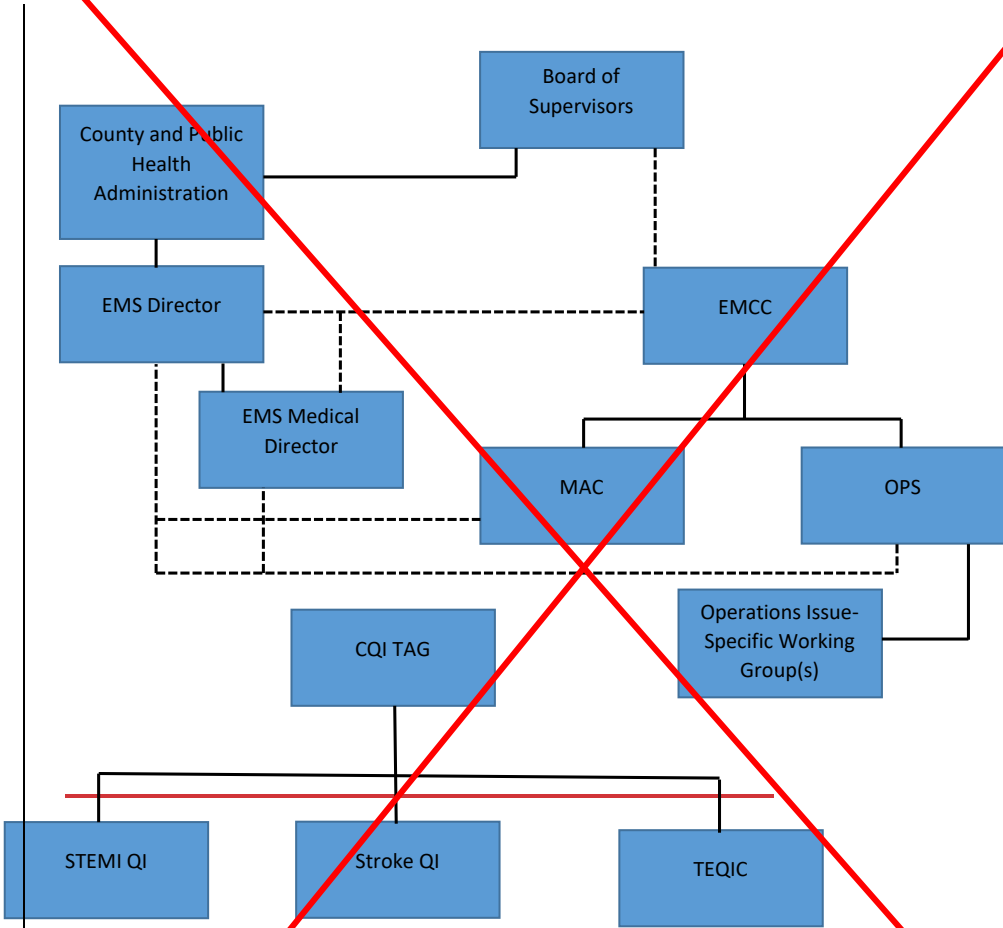 Board of
Supervisors
County and Public
Health
Administration
EMS Director
EMCC
EMS Medical
Director
MAC
OPS
Operations Issue-
Specific Working
Group(s)
CQI TAG
STEMI QI
Stroke QI
TEQIC